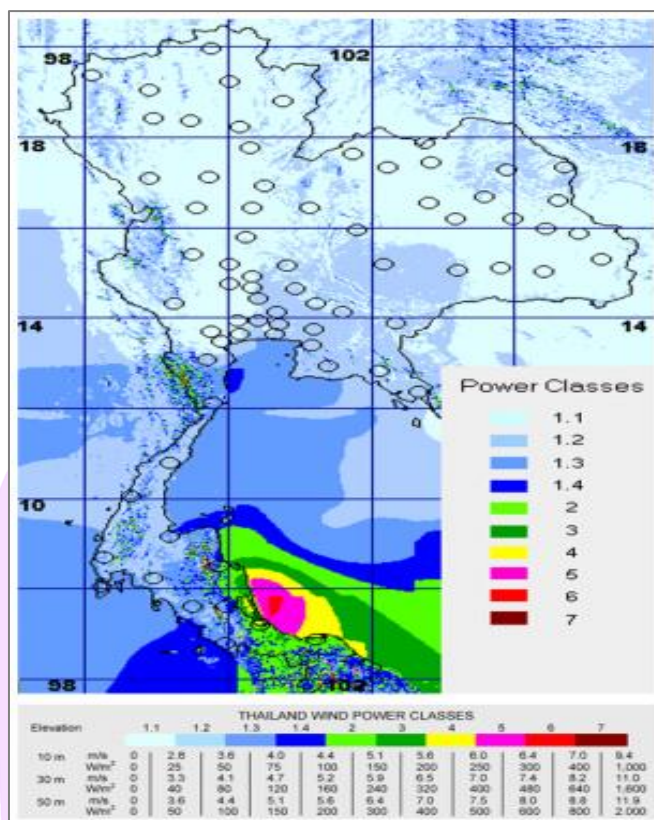 98
102
18
18
14
14
Power Classes
1.1
1.2
1.3
1.4
2
3
4
5
6
7
10
98
102
THAILAND WIND POWER CLASSES
Elevation 1.1 1.2 1.3 1.4 2 3 4 5 6 7
10 m m/s 0 2.8 3.6 4.0 4.4 5.1 5.6 6.0 6.4 7.0 9.4
W/m² 0 25 50 75 100 150 200 250 300 400 1,000
30 m m/s 0 3.3 4.1 4.7 5.2 5.9 6.5 7.0 7.4 8.2 11.0
W/m² 0 40 80 120 160 240 320 400 480 640 1,600
50 m m/s 0 3.6 4.4 5.1 5.6 6.4 7.0 7.5 8.0 8.8 11.9
W/m² 0 50 100 150 200 300 400 500 600 800 2,000